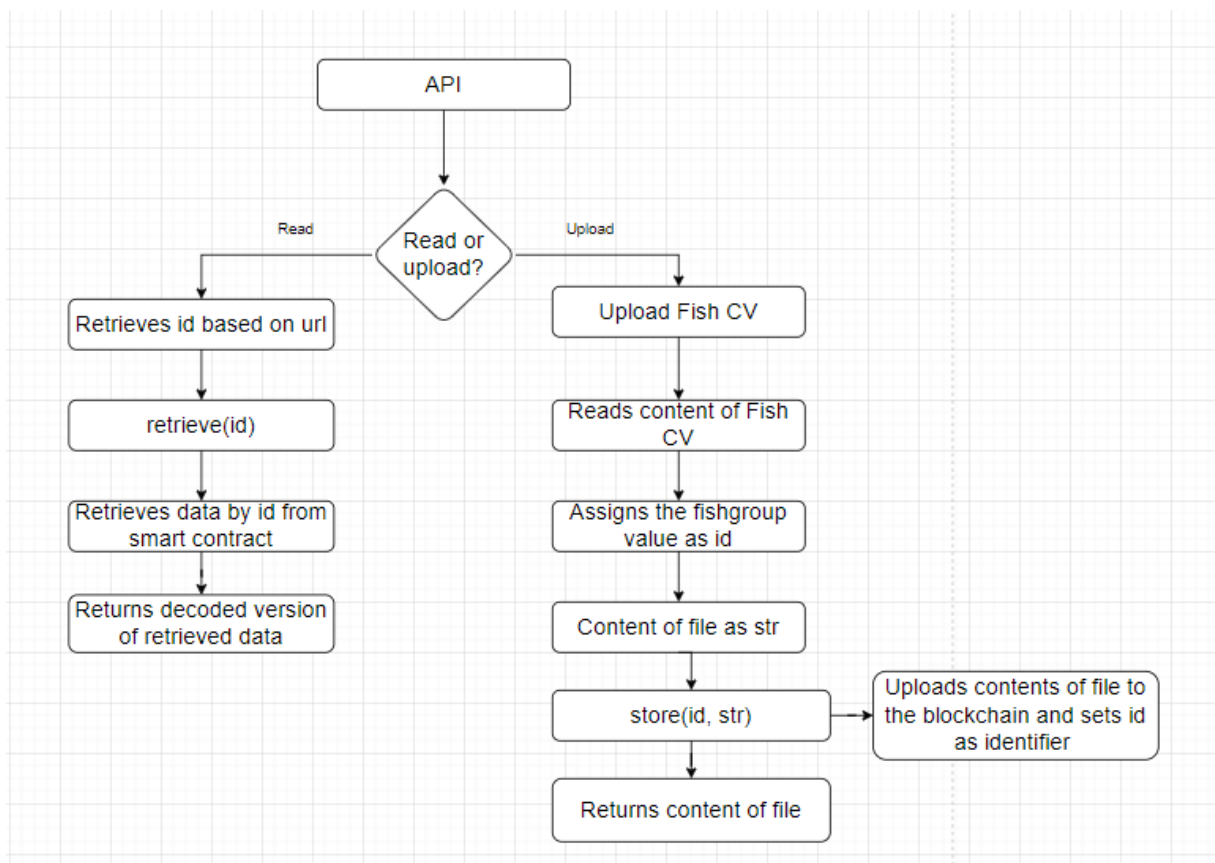 API
Read or
upload?
Read
Upload
Retrieves id based on url
retrieve(id)
Retrieves data by id from
smart contract
Returns decoded version
of retrieved data
Upload Fish CV
Reads content of Fish
CV
Assigns the fishgroup
value as id
Content of file as str
store(id, str)
Uploads contents of file to
the blockchain and sets id
as identifier
Returns content of file